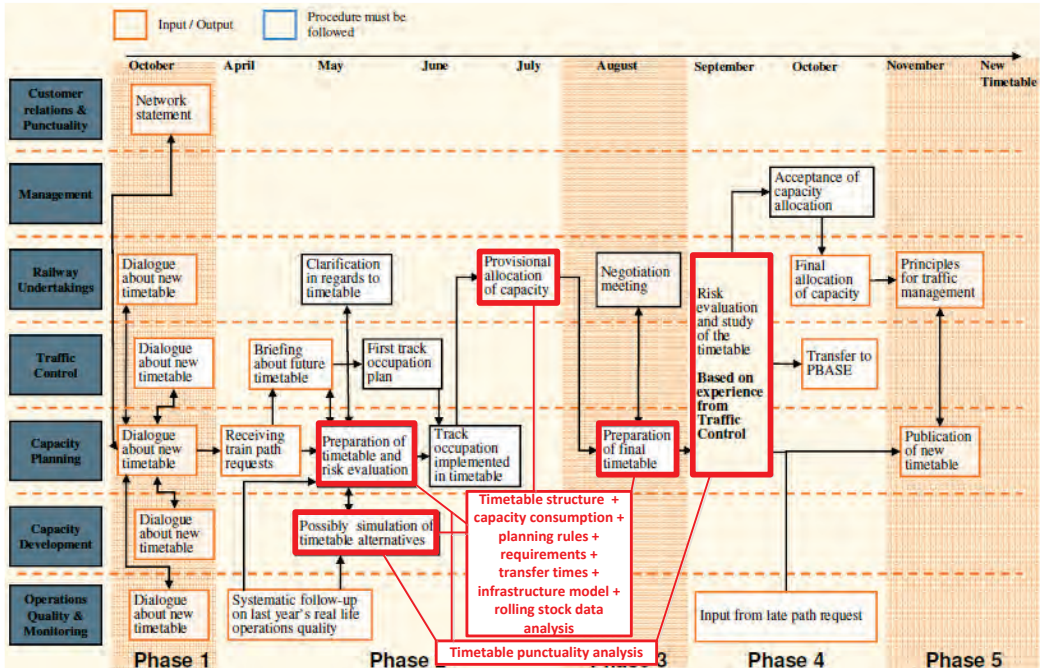 Input / Output
Procedure must be
followed
October
April
May
June
July
August
September
October
November
New
Timetable
Customer
relations &
Punctuality
Network
statement
Management
Acceptance of
capacity
allocation
Railway
Undertakings
Dialogue
about new
timetable
Clarification
in regards to
timetable
Provisional
allocation
of capacity
Negotiation
meeting
Risk
evaluation
and study
of the
timetable
Based on
experience
from
Traffic
Control
Final
allocation
of capacity
Principles
for traffic
management
Traffic
Control
Dialogue
about new
timetable
Briefing
about future
timetable
First track
occupation
plan
Transfer to
PBASE
Capacity
Planning
Dialogue
about new
timetable
Receiving
train path
requests
Preparation of
timetable and
risk evaluation
Track
occupation
implemented
in timetable
Preparation
of final
timetable
Publication
of new
timetable
Capacity
Development
Dialogue
about new
timetable
Possibly simulation of
timetable alternatives
Timetable structure +
capacity consumption +
planning rules +
requirements +
transfer times +
infrastructure model +
rolling stock data
analysis
Operations
Quality &
Monitoring
Dialogue
about new
timetable
Systematic follow-up
on last year's real life
operations quality
Input from late path request
Timetable punctuality analysis
Phase 1
Phase
Phase 3
Phase 4
Phase 5